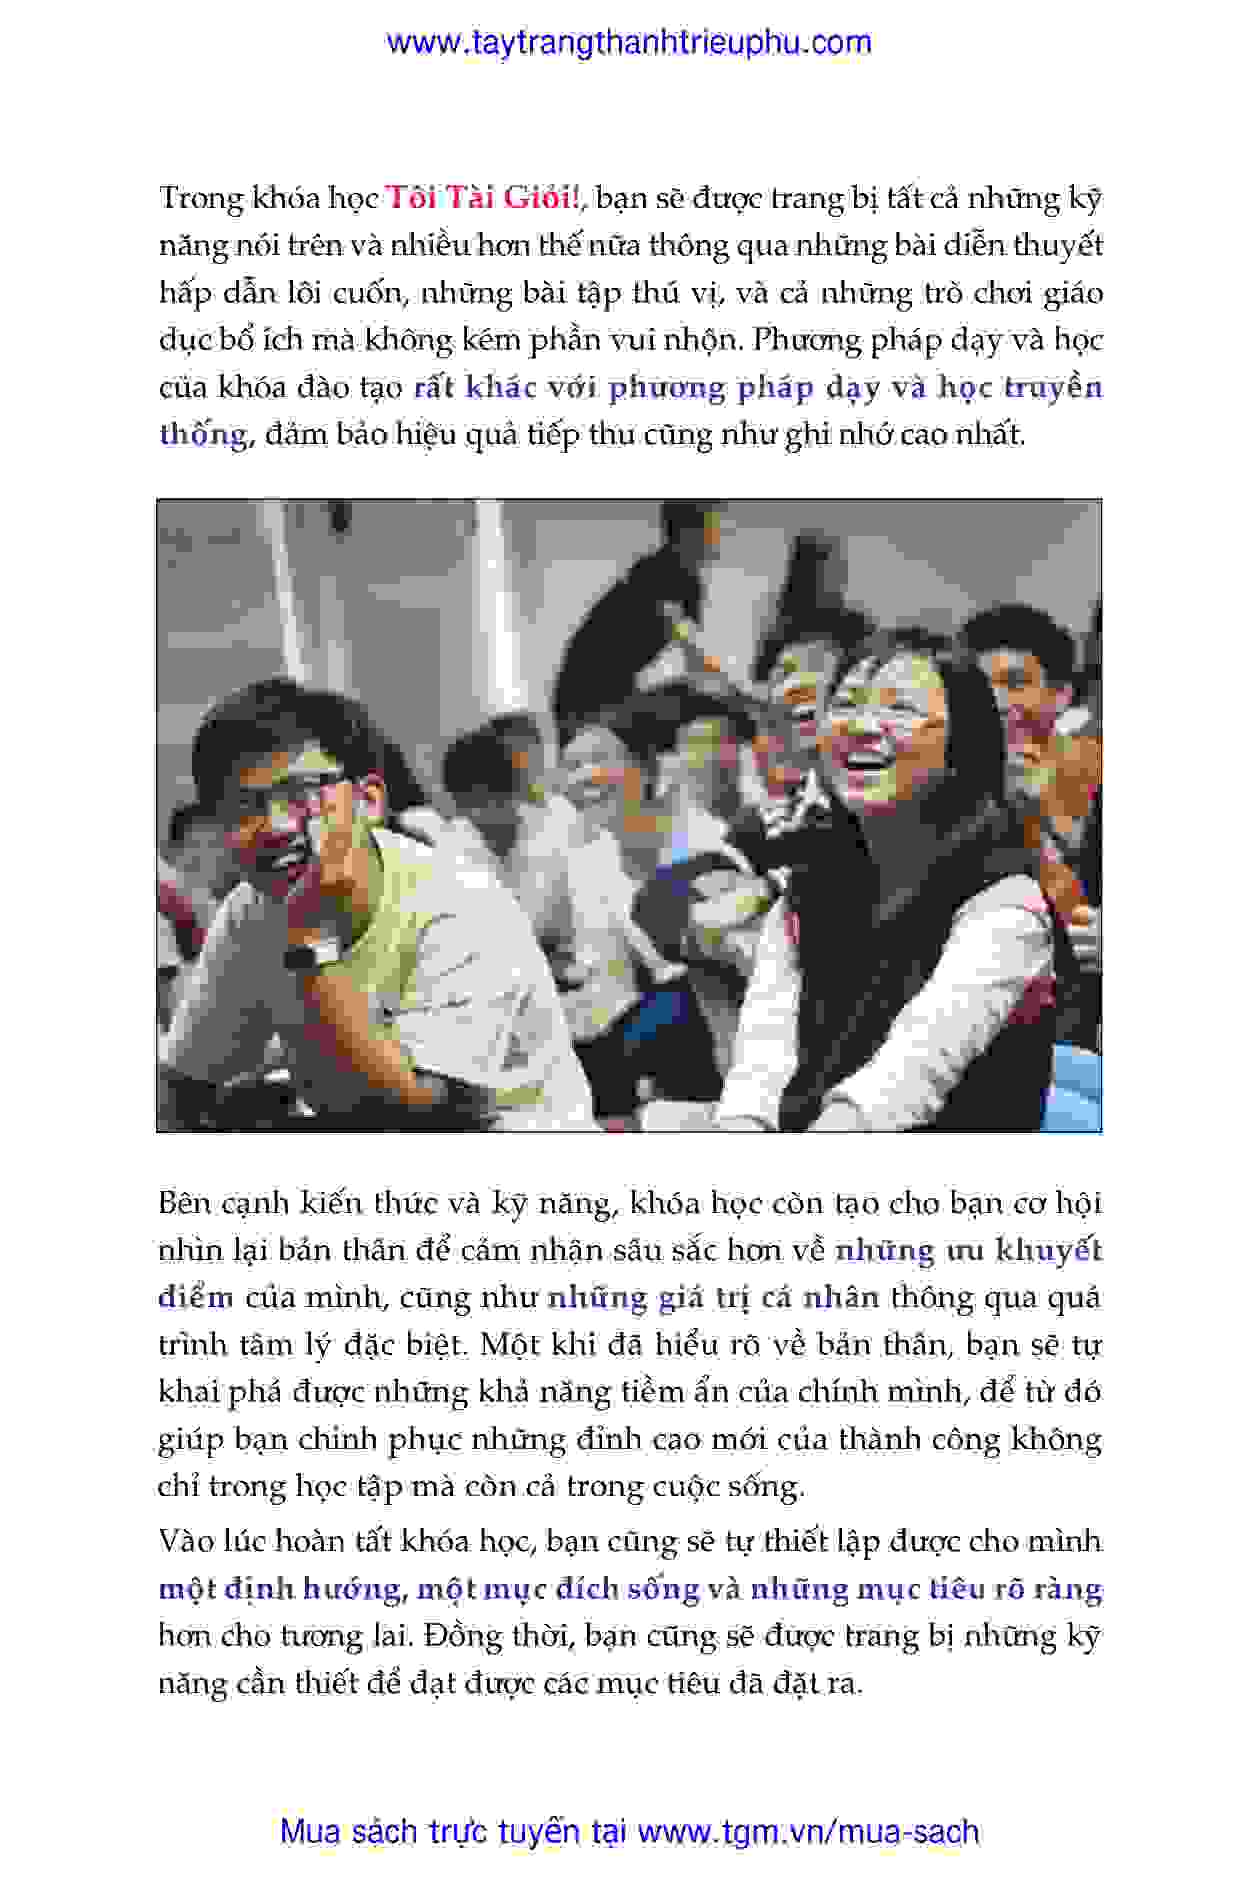 www.taytrangthanhtrieuphu.com
Trong khóa học Tôi Tài Giỏi!, bạn sẽ được trang bị tất cả những kỹ
năng nói trên và nhiều hơn thế nữa thông qua những bài diễn thuyết
hấp dẫn lôi cuốn, những bài tập thú vị, và cả những trò chơi giáo
dục bổ ích mà không kém phần vui nhộn. Phương pháp dạy và học
của khóa đào tạo rất khác với phương pháp dạy và học truyền
thống, đảm bảo hiệu quả tiếp thu cũng như ghi nhớ cao nhất.
Bên cạnh kiến thức và kỹ năng, khóa học còn tạo cho bạn cơ hội
nhìn lại bản thân để cảm nhận sâu sắc hơn về những ưu khuyết
điểm của mình, cũng như những giá trị cá nhân thông qua quá
trình tâm lý đặc biệt. Một khi đã hiểu rõ về bản thân, bạn sẽ tự
khai phá được những khả năng tiềm ẩn của chính mình, để từ đó
giúp bạn chinh phục những đỉnh cao mới của thành công không
chỉ trong học tập mà còn cả trong cuộc sống.
Vào lúc hoàn tất khóa học, bạn cũng sẽ tự thiết lập được cho mình
một định hướng, một mục đích sống và những mục tiêu rõ ràng
hơn cho tương lai. Đồng thời, bạn cũng sẽ được trang bị những kỹ
năng cần thiết để đạt được các mục tiêu đã đặt ra.
Mua sách trực tuyến tại www.tgm.vn/mua-sach